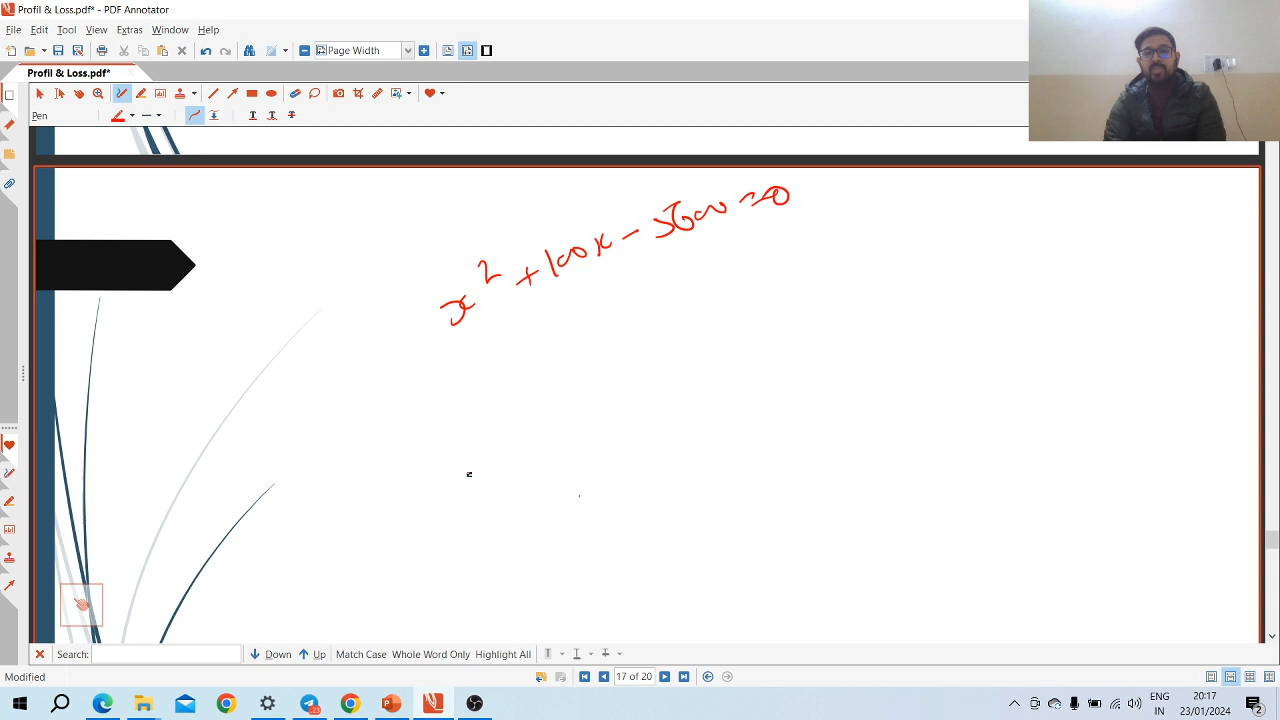 Profil & Loss.pdf* - PDF Annotator
File Edit Tool View Extras Window Help
Page Width
Profil & Loss.pdf*
Pen
x² + 100x - 5600 = 0
Search: Down Up Match Case Whole Word Only Highlight All
Modified
17 of 20
23
ENG
IN
20:17
23/01/2024
2